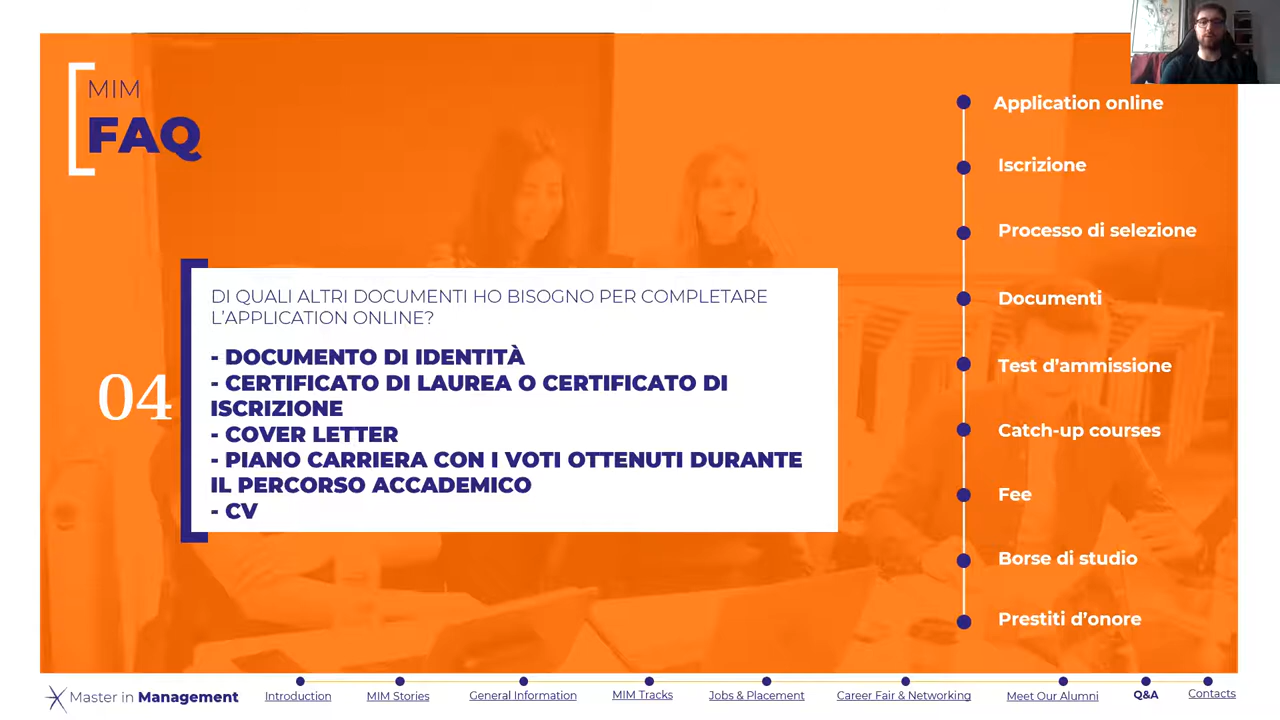 MIM
FAQ
04
DI QUALI ALTRI DOCUMENTI HO BISOGNO PER COMPLETARE
L'APPLICATION ONLINE?
- DOCUMENTO DI IDENTITÀ
- CERTIFICATO DI LAUREA O CERTIFICATO DI
ISCRIZIONE
- COVER LETTER
- PIANO CARRIERA CON I VOTI OTTENUTI DURANTE
IL PERCORSO ACCADEMICO
- CV
Application online
Iscrizione
Processo di selezione
Documenti
Test d'ammissione
Catch-up courses
Fee
Borse di studio
Prestiti d'onore
Master in Management
Introduction
MIM Stories
General Information
MIM Tracks
Jobs & Placement
Career Fair & Networking
Meet Our Alumni
Q&A
Contacts